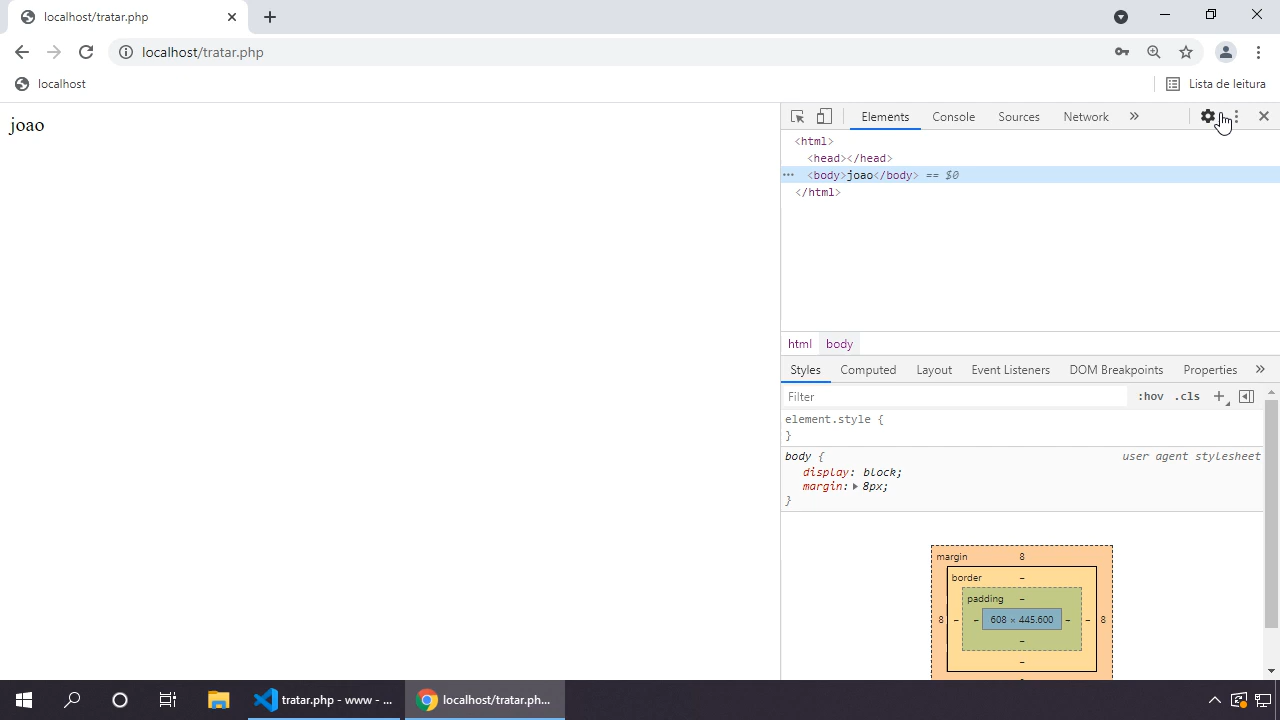 localhost/tratar.php
localhost/tratar.php
localhost
Lista de leitura
joao
Elements Console Sources Network »
<html>
<head></head>
··· <body>joao</body> == $0
</html>
html body
Styles Computed Layout Event Listeners DOM Breakpoints Properties »
Filter :hov .cls +
element.style {
}
body { user agent stylesheet
display: block;
margin: 8px;
}
margin 8
border –
padding –
8 – – 608 × 445.600 – – 8
–
–
tratar.php - www - ... localhost/tratar.ph...